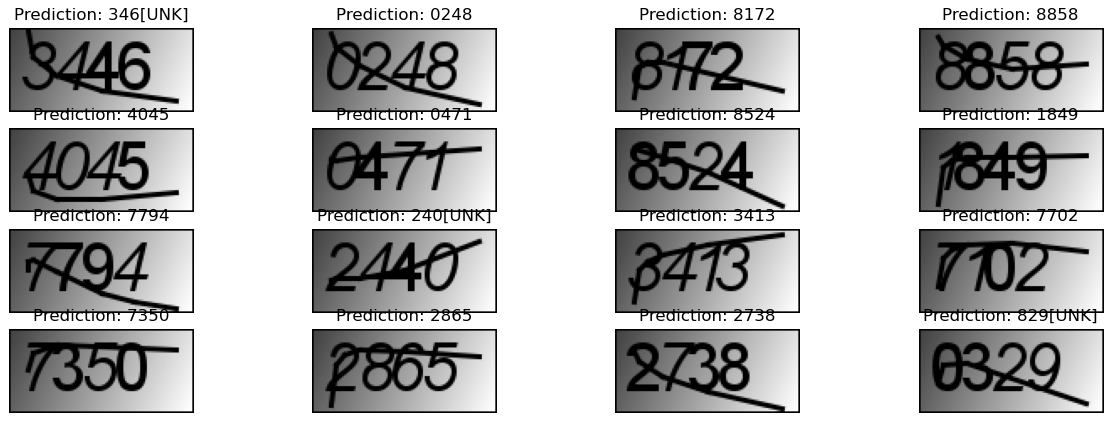 Prediction: 346[UNK] Prediction: 0248 Prediction: 8172 Prediction: 8858
3446 0248 8172 8858
Prediction: 4045 Prediction: 0471 Prediction: 8524 Prediction: 1849
4045 0471 8524 1849
Prediction: 7794 Prediction: 240[UNK] Prediction: 3413 Prediction: 7702
7794 2440 3413 7102
Prediction: 7350 Prediction: 2865 Prediction: 2738 Prediction: 829[UNK]
7350 2865 2738 0329